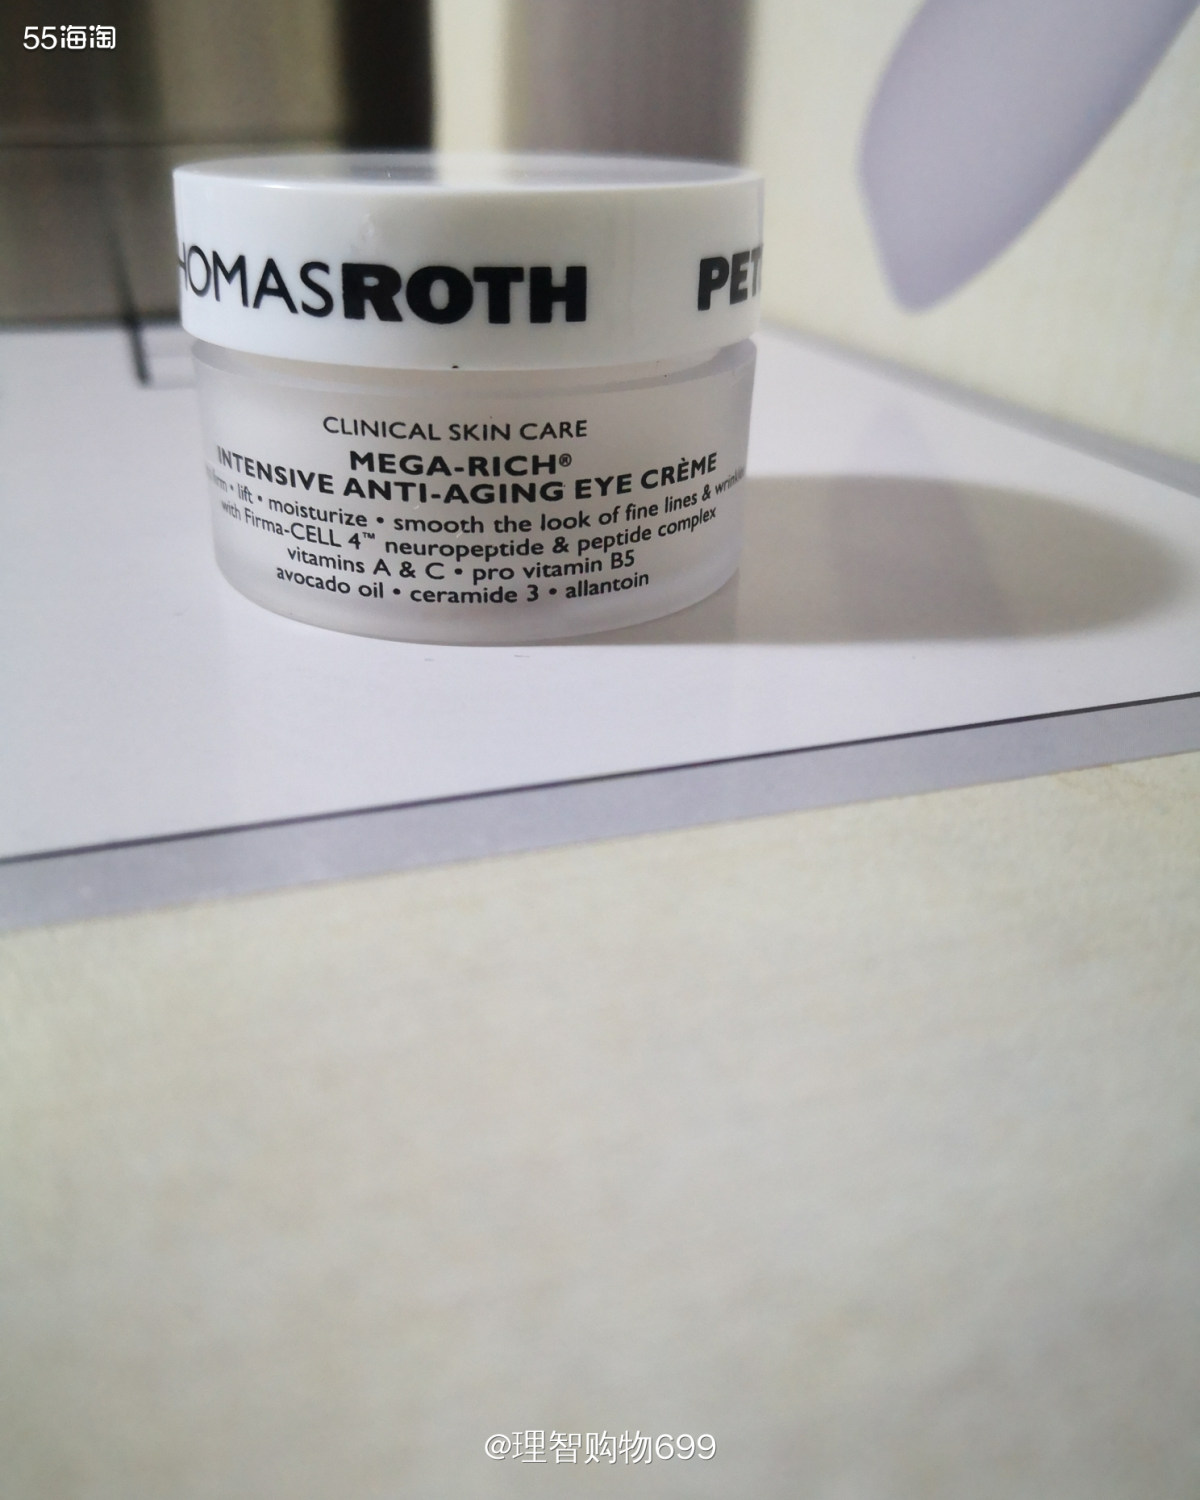 55海淘
HOMASROTH PET
CLINICAL SKIN CARE
MEGA-RICH®
INTENSIVE ANTI-AGING EYE CRÈME
firm • lift • moisturize • smooth the look of fine lines & wrinkles
with Firma-CELL 4™ neuropeptide & peptide complex
vitamins A & C • pro vitamin B5
avocado oil • ceramide 3 • allantoin
@理智购物699